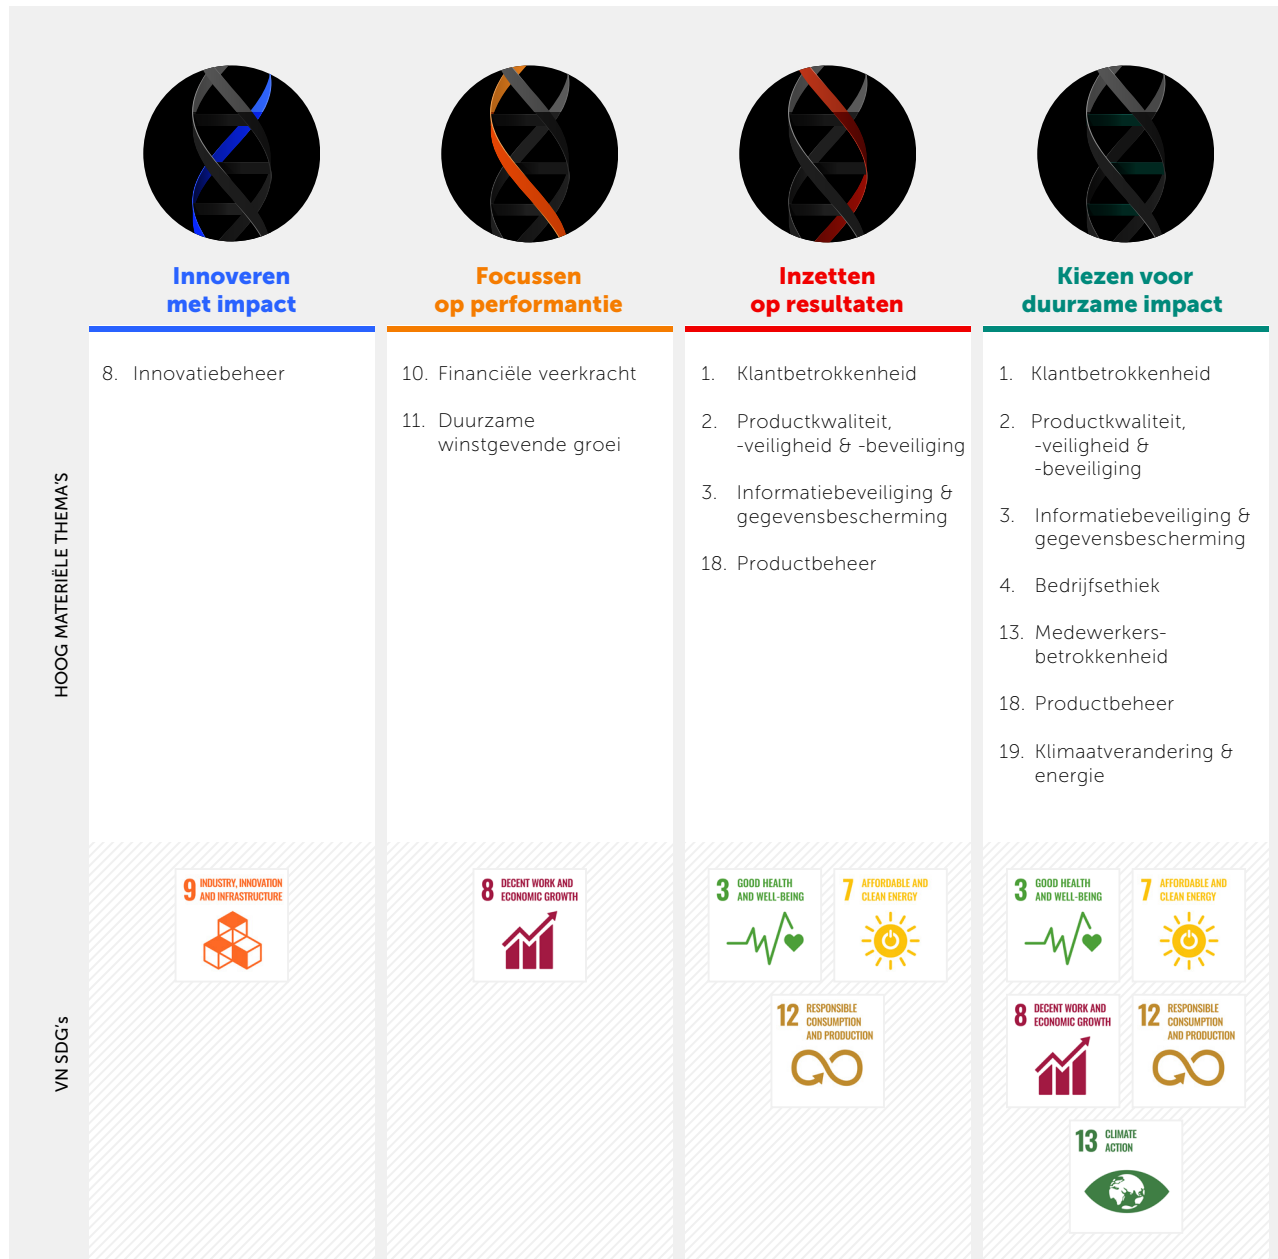 Innoveren
met impact
Focussen
op performantie
Inzetten
op resultaten
Kiezen voor
duurzame impact
HOOG MATERIËLE THEMA'S
8. Innovatiebeheer
10. Financiële veerkracht
11. Duurzame
winstgevende groei
1. Klantbetrokkenheid
2. Productkwaliteit,
-veiligheid & -beveiliging
3. Informatiebeveiliging &
gegevensbescherming
18. Productbeheer
1. Klantbetrokkenheid
2. Productkwaliteit,
-veiligheid &
-beveiliging
3. Informatiebeveiliging &
gegevensbescherming
4. Bedrijfsethiek
13. Medewerkers-
betrokkenheid
18. Productbeheer
19. Klimaatverandering &
energie
VN SDG's
9 INDUSTRY, INNOVATION
AND INFRASTRUCTURE
8 DECENT WORK AND
ECONOMIC GROWTH
3 GOOD HEALTH
AND WELL-BEING
7 AFFORDABLE AND
CLEAN ENERGY
12 RESPONSIBLE
CONSUMPTION
AND PRODUCTION
3 GOOD HEALTH
AND WELL-BEING
7 AFFORDABLE AND
CLEAN ENERGY
8 DECENT WORK AND
ECONOMIC GROWTH
12 RESPONSIBLE
CONSUMPTION
AND PRODUCTION
13 CLIMATE
ACTION